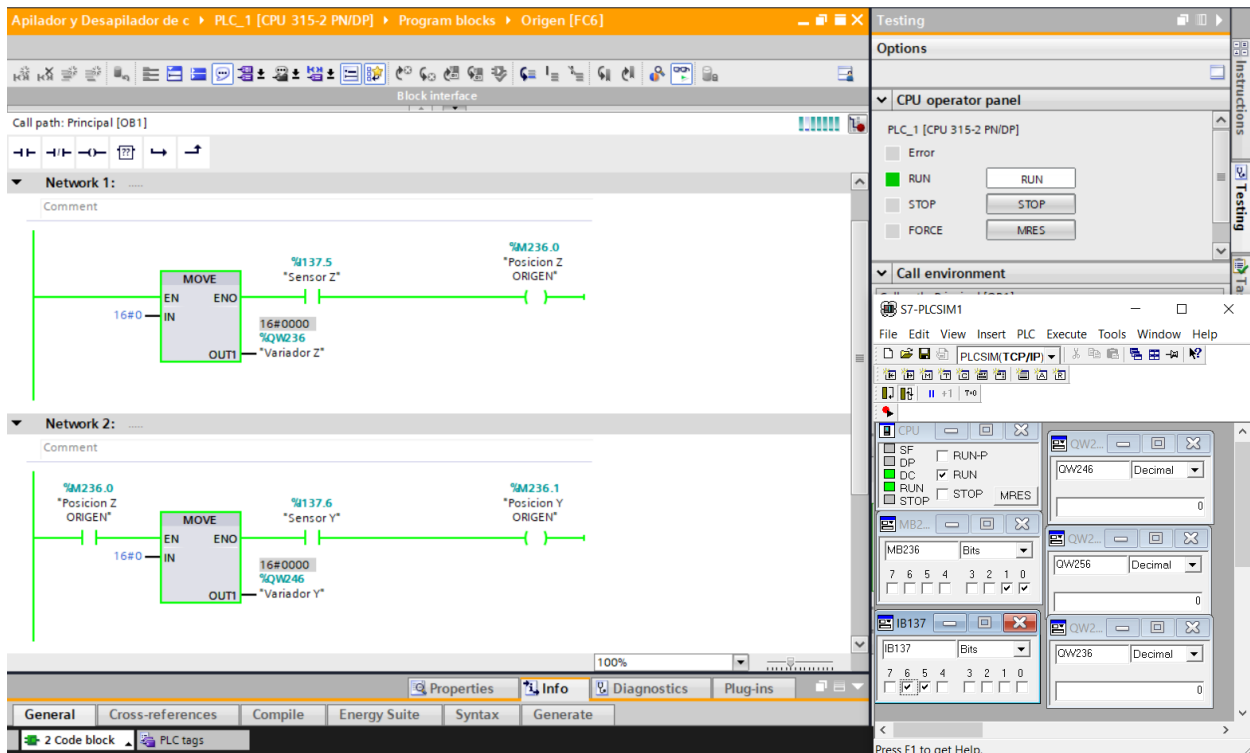 Apilador y Desapilador de c ▸ PLC_1 [CPU 315-2 PN/DP] ▸ Program blocks ▸ Origen [FC6]
Block interface
Call path: Principal [OB1]
??
Network 1: .....
Comment
MOVE
EN ENO
16#0 IN
OUT1
16#0000
%QW236
"Variador Z"
%I137.5
"Sensor Z"
%M236.0
"Posicion Z
ORIGEN"
Network 2: .....
Comment
%M236.0
"Posicion Z
ORIGEN"
MOVE
EN ENO
16#0 IN
OUT1
16#0000
%QW246
"Variador Y"
%I137.6
"Sensor Y"
%M236.1
"Posicion Y
ORIGEN"
100%
Properties Info Diagnostics Plug-ins
General Cross-references Compile Energy Suite Syntax Generate
2 Code block PLC tags
Testing
Options
CPU operator panel
PLC_1 [CPU 315-2 PN/DP]
Error
RUN RUN
STOP STOP
FORCE MRES
Call environment
Instructions
Testing
S7-PLCSIM1
File Edit View Insert PLC Execute Tools Window Help
PLCSIM(TCP/IP)
+1 T=0
CPU
SF
DP
DC
RUN
STOP
RUN-P
RUN
STOP MRES
MB2...
MB236 Bits
7 6 5 4 3 2 1 0
IB137
IB137 Bits
7 6 5 4 3 2 1 0
QW2...
QW246 Decimal
0
QW2...
QW256 Decimal
0
QW2...
QW236 Decimal
0
Press F1 to get Help.